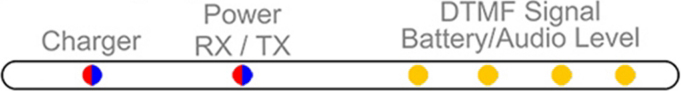 Charger
Power
RX / TX
DTMF Signal
Battery/Audio Level